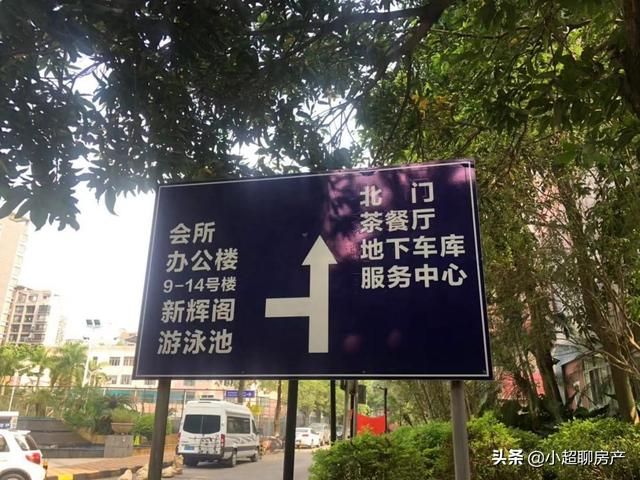 会所
办公楼
9-14号楼
新辉阁
游泳池
北 门
茶餐厅
地下车库
服务中心
头条 @小超聊房产